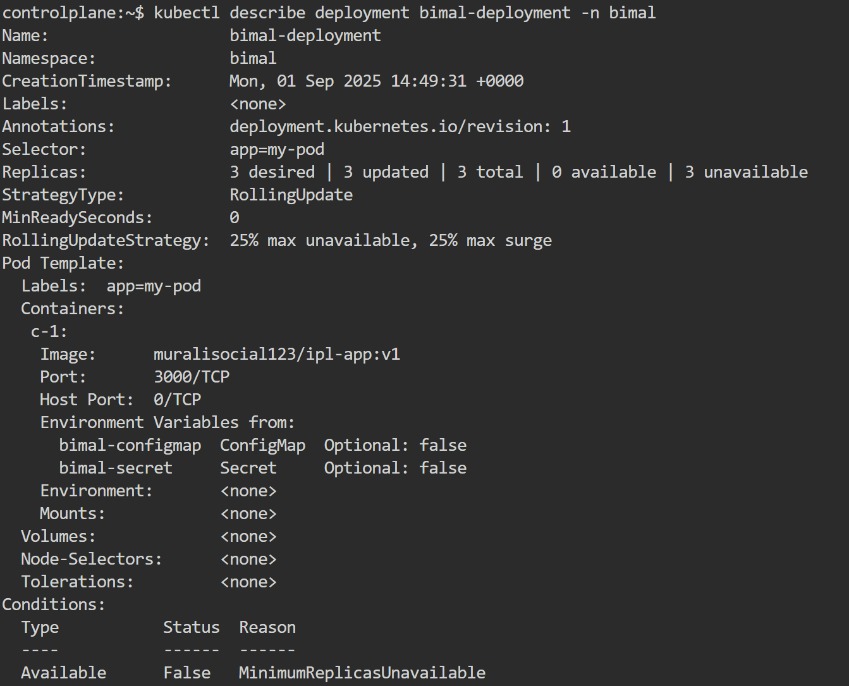 controlplane:~$ kubectl describe deployment bimal-deployment -n bimal
Name:                   bimal-deployment
Namespace:              bimal
CreationTimestamp:      Mon, 01 Sep 2025 14:49:31 +0000
Labels:                 <none>
Annotations:            deployment.kubernetes.io/revision: 1
Selector:               app=my-pod
Replicas:               3 desired | 3 updated | 3 total | 0 available | 3 unavailable
StrategyType:           RollingUpdate
MinReadySeconds:        0
RollingUpdateStrategy:  25% max unavailable, 25% max surge
Pod Template:
  Labels:  app=my-pod
  Containers:
   c-1:
    Image:      muralisocial123/ipl-app:v1
    Port:       3000/TCP
    Host Port:  0/TCP
    Environment Variables from:
      bimal-configmap  ConfigMap  Optional: false
      bimal-secret     Secret     Optional: false
    Environment:       <none>
    Mounts:            <none>
  Volumes:             <none>
  Node-Selectors:      <none>
  Tolerations:         <none>
Conditions:
  Type           Status  Reason
  ----           ------  ------
  Available      False   MinimumReplicasUnavailable